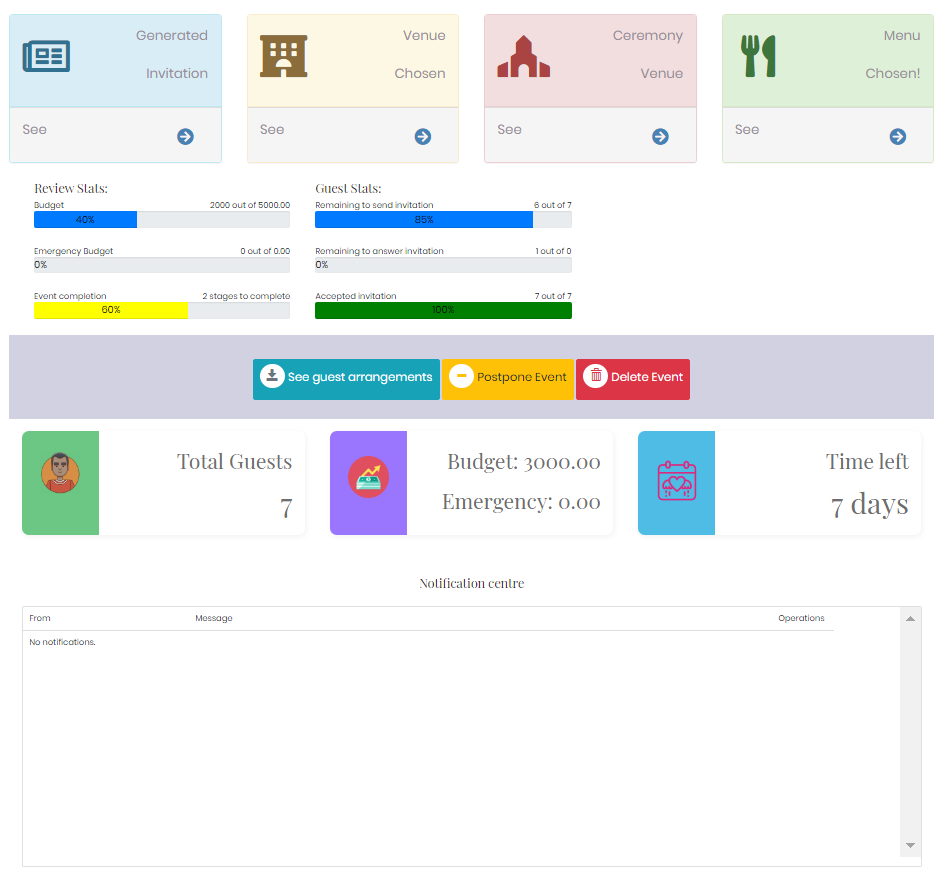 Generated
Invitation
See
Venue
Chosen
See
Ceremony
Venue
See
Menu
Chosen!
See
Review Stats:
Budget 2000 out of 5000.00
40%
Emergency Budget 0 out of 0.00
0%
Event completion 2 stages to complete
60%
Guest Stats:
Remaining to send invitation 6 out of 7
85%
Remaining to answer invitation 1 out of 0
0%
Accepted invitation 7 out of 7
100%
See guest arrangements Postpone Event Delete Event
Total Guests
7
Budget: 3000.00
Emergency: 0.00
Time left
7 days
Notification centre
From Message Operations
No notifications.